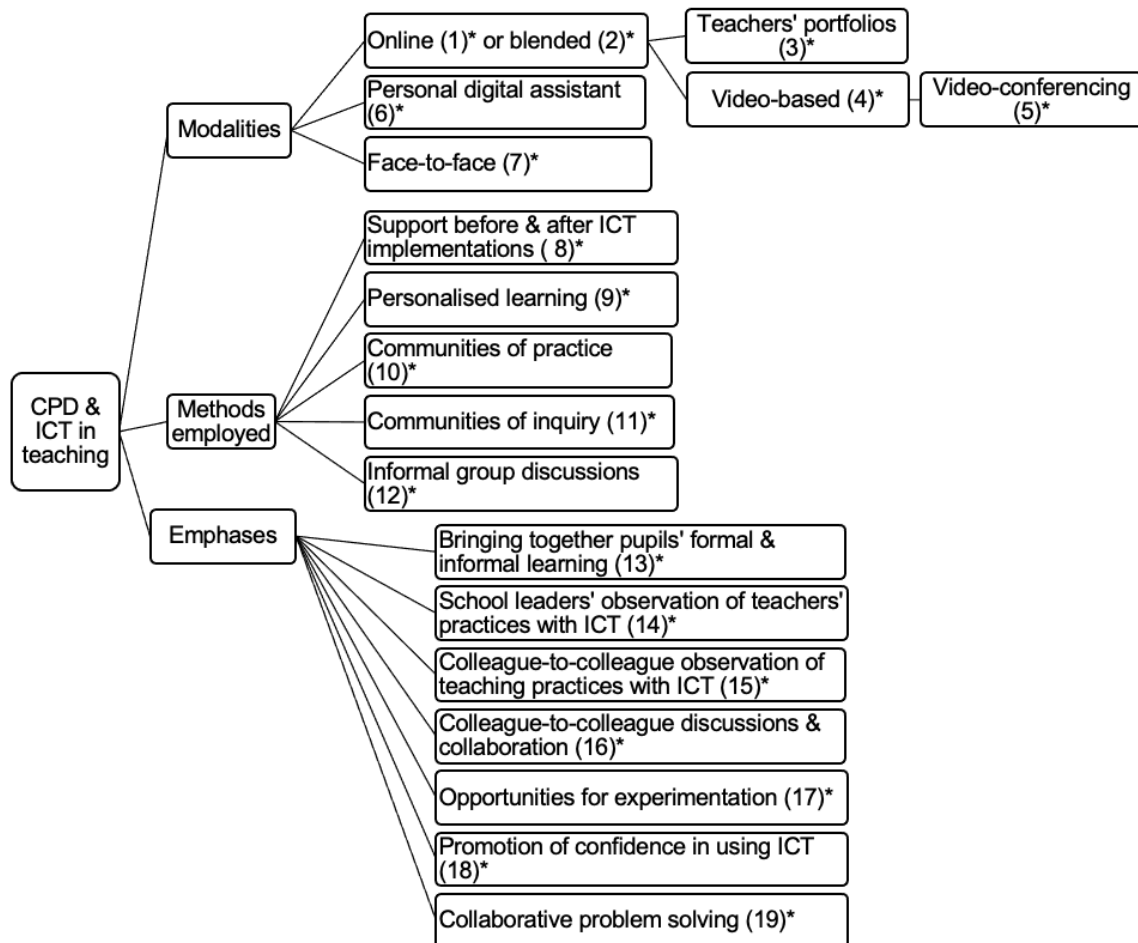 CPD &
ICT in
teaching
Modalities
Online (1)* or blended (2)*
Teachers' portfolios
(3)*
Video-based (4)*
Video-conferencing
(5)*
Personal digital assistant
(6)*
Face-to-face (7)*
Methods
employed
Support before & after ICT
implementations ( 8)*
Personalised learning (9)*
Communities of practice
(10)*
Communities of inquiry (11)*
Informal group discussions
(12)*
Emphases
Bringing together pupils' formal &
informal learning (13)*
School leaders' observation of teachers'
practices with ICT (14)*
Colleague-to-colleague observation of
teaching practices with ICT (15)*
Colleague-to-colleague discussions &
collaboration (16)*
Opportunities for experimentation (17)*
Promotion of confidence in using ICT
(18)*
Collaborative problem solving (19)*